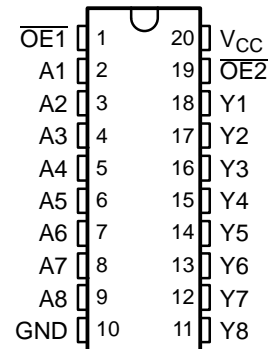 O̅E̅1̅ 1 20 VCC
A1 2 19 O̅E̅2̅
A2 3 18 Y1
A3 4 17 Y2
A4 5 16 Y3
A5 6 15 Y4
A6 7 14 Y5
A7 8 13 Y6
A8 9 12 Y7
GND 10 11 Y8